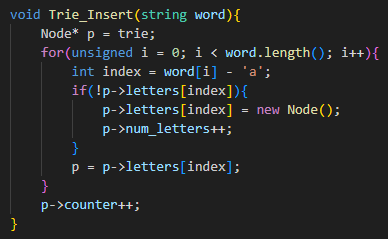 void Trie_Insert(string word){
    Node* p = trie;
    for(unsigned i = 0; i < word.length(); i++){
        int index = word[i] - 'a';
        if(!p->letters[index]){
            p->letters[index] = new Node();
            p->num_letters++;
        }
        p = p->letters[index];
    }
    p->counter++;
}